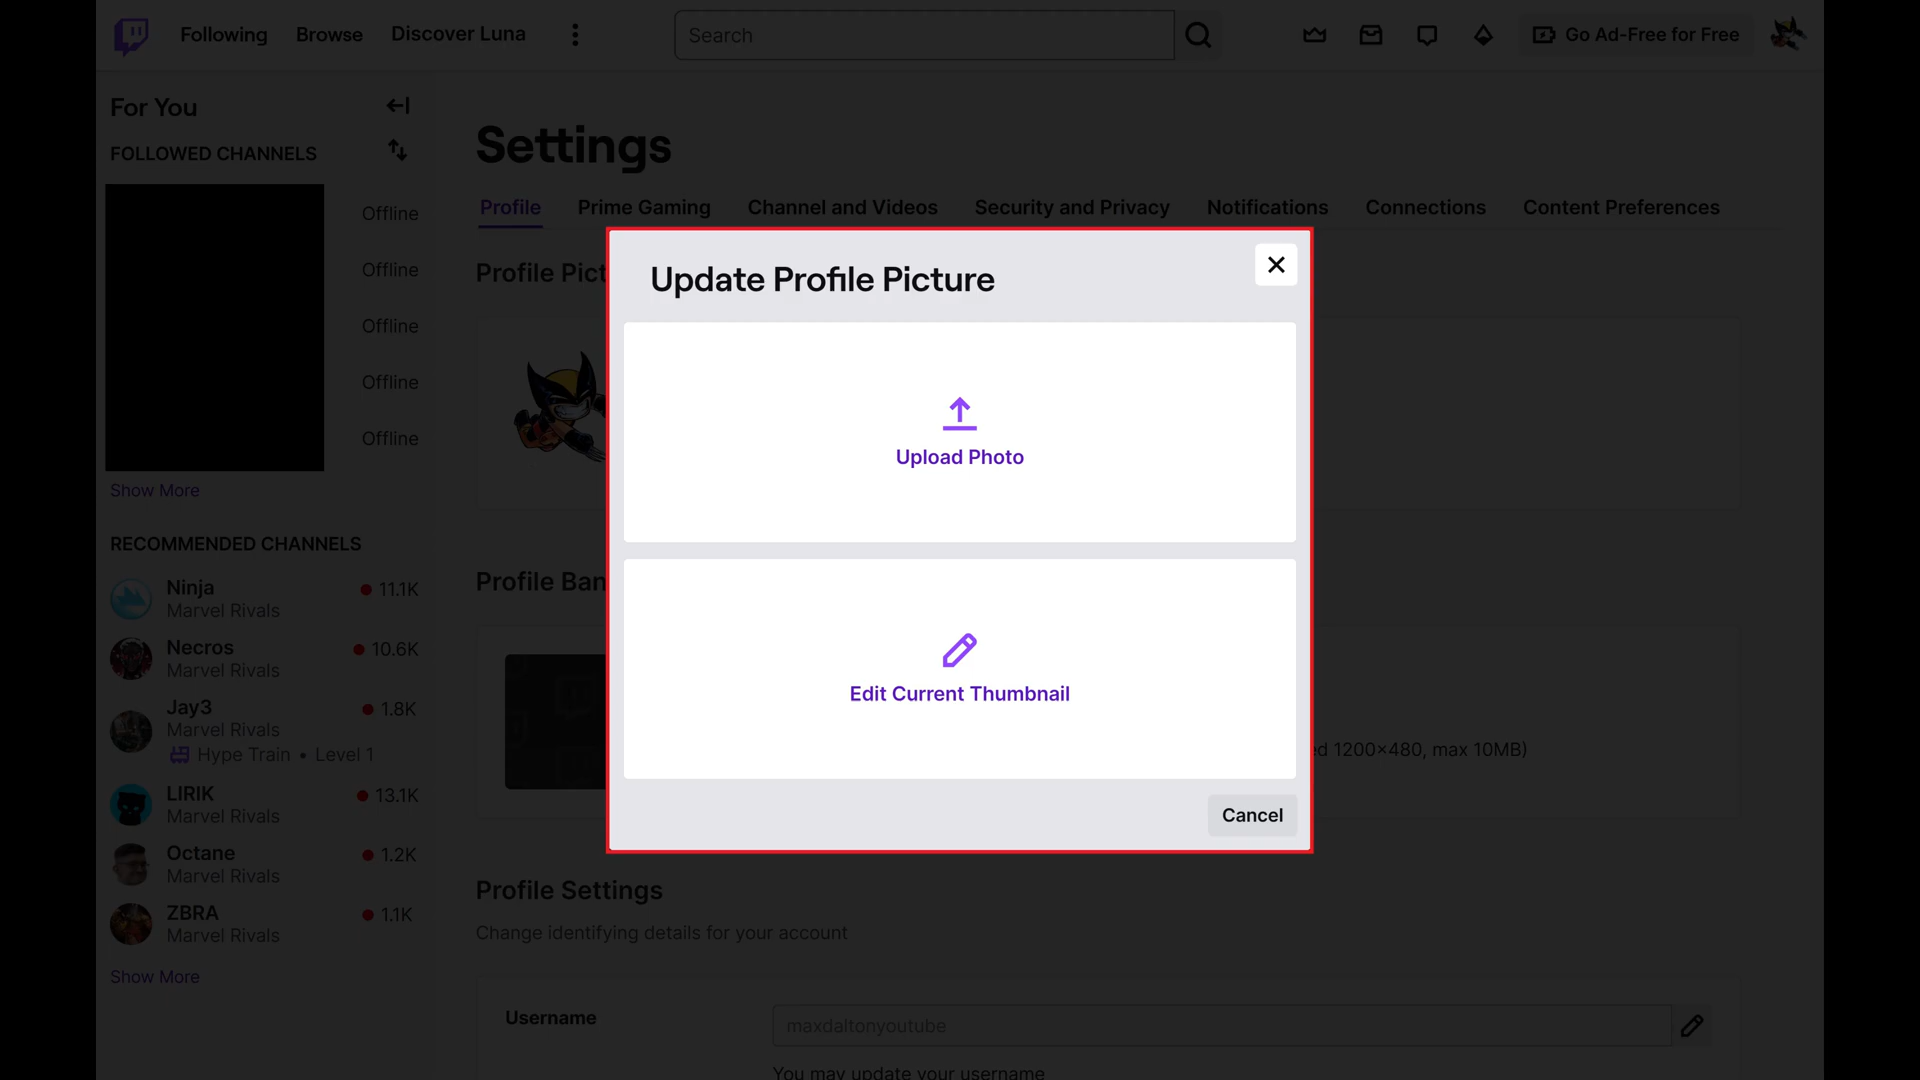 Following
Browse
Discover Luna
Search
Go Ad-Free for Free
For You
FOLLOWED CHANNELS
Offline
Offline
Offline
Offline
Offline
Show More
RECOMMENDED CHANNELS
Ninja
11.1K
Marvel Rivals
Necros
10.6K
Marvel Rivals
Jay3
1.8K
Marvel Rivals
Hype Train • Level 1
LIRIK
13.1K
Marvel Rivals
Octane
1.2K
Marvel Rivals
ZBRA
1.1K
Marvel Rivals
Show More
Settings
Profile
Prime Gaming
Channel and Videos
Security and Privacy
Notifications
Connections
Content Preferences
Profile Pict
Update Profile Picture
Upload Photo
Edit Current Thumbnail
Cancel
Profile Ban
ed 1200×480, max 10MB)
Profile Settings
Change identifying details for your account
Username
maxdaltonyoutube
You may update your username